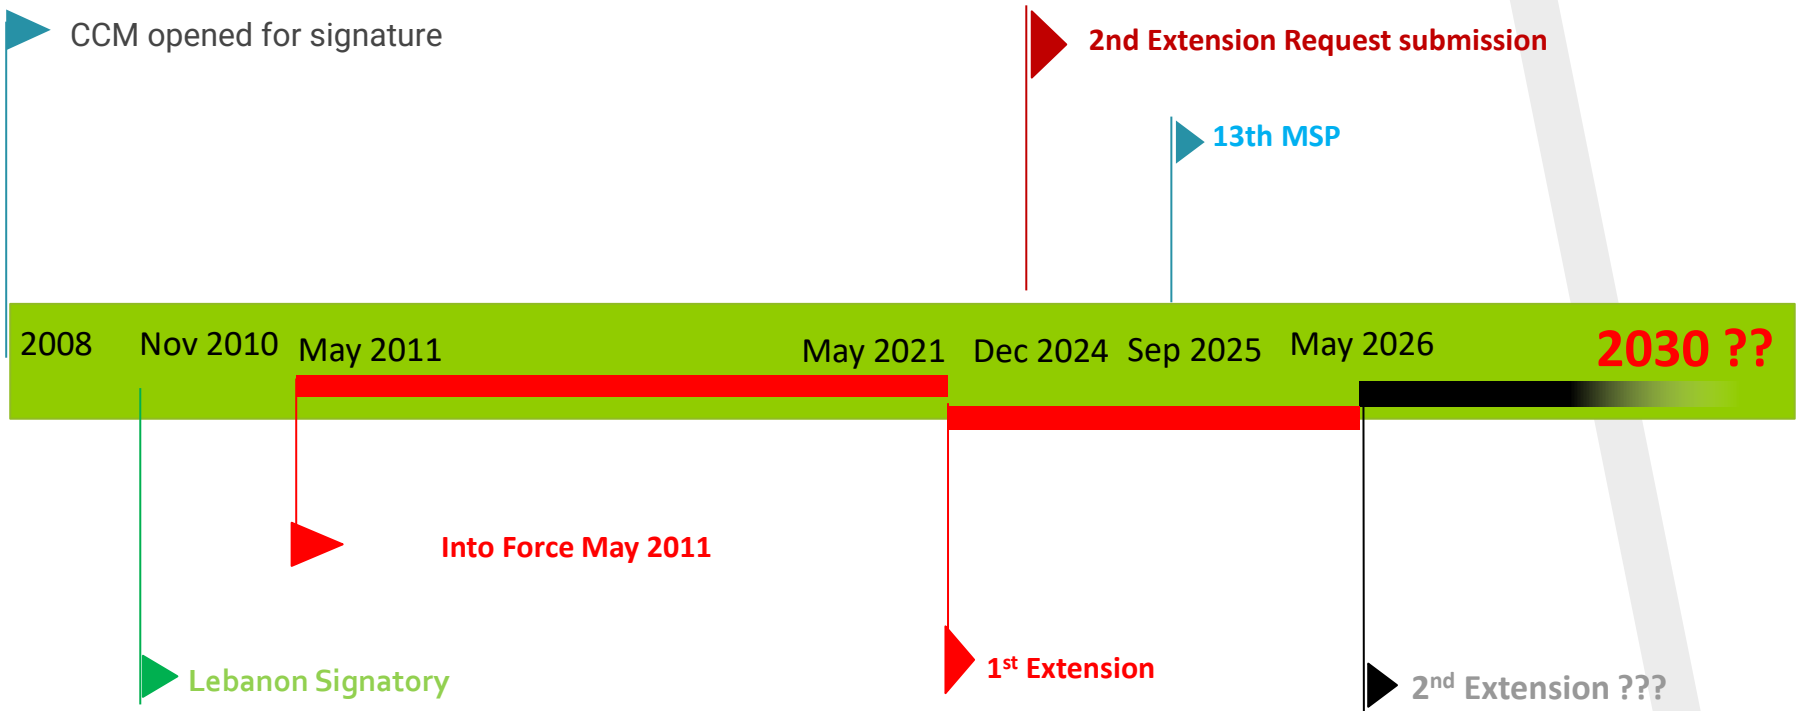 CCM opened for signature
2nd Extension Request submission
13th MSP
2008
Nov 2010
May 2011
May 2021
Dec 2024
Sep 2025
May 2026
2030 ??
Into Force May 2011
Lebanon Signatory
1st Extension
2nd Extension ???